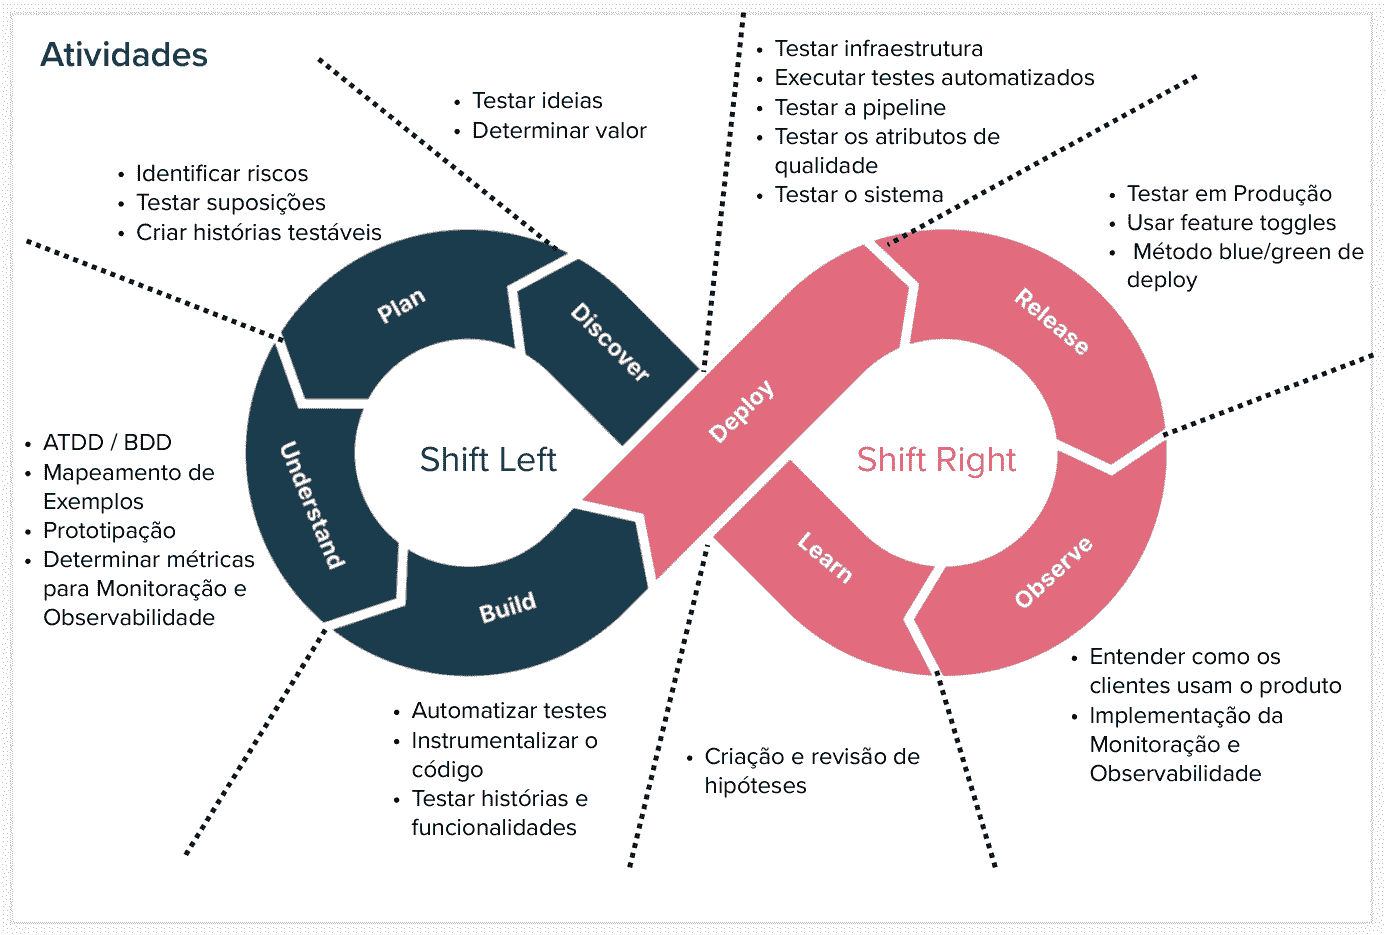 Atividades
• Testar ideias
• Determinar valor
• Identificar riscos
• Testar suposições
• Criar histórias testáveis
• ATDD / BDD
• Mapeamento de
Exemplos
• Prototipação
• Determinar métricas
para Monitoração e
Observabilidade
• Automatizar testes
• Instrumentalizar o
código
• Testar histórias e
funcionalidades
• Testar infraestrutura
• Executar testes automatizados
• Testar a pipeline
• Testar os atributos de
qualidade
• Testar o sistema
• Testar em Produção
• Usar feature toggles
• Método blue/green de
deploy
• Entender como os
clientes usam o produto
• Implementação da
Monitoração e
Observabilidade
• Criação e revisão de
hipóteses
Discover
Plan
Understand
Build
Shift Left
Deploy
Release
Observe
Learn
Shift Right